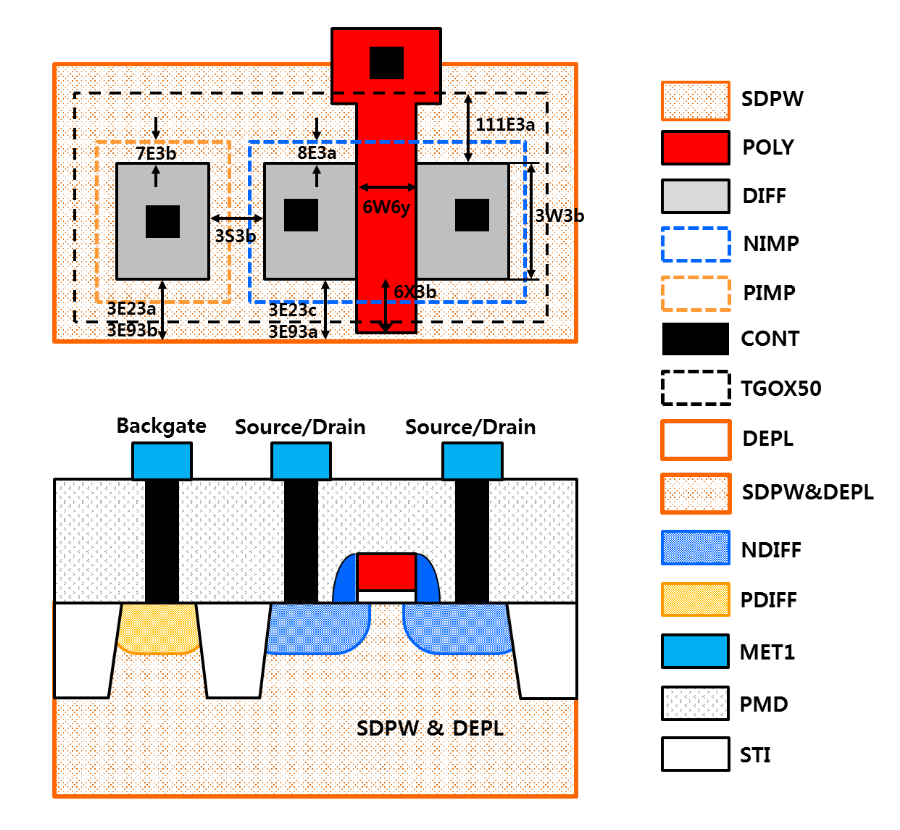 111E3a
7E3b
8E3a
6W6y
3W3b
3S3b
6X3b
3E23a
3E93b
3E23c
3E93a
SDPW
POLY
DIFF
NIMP
PIMP
CONT
TGOX50
DEPL
SDPW&DEPL
NDIFF
PDIFF
MET1
PMD
STI
Backgate
Source/Drain
Source/Drain
SDPW & DEPL